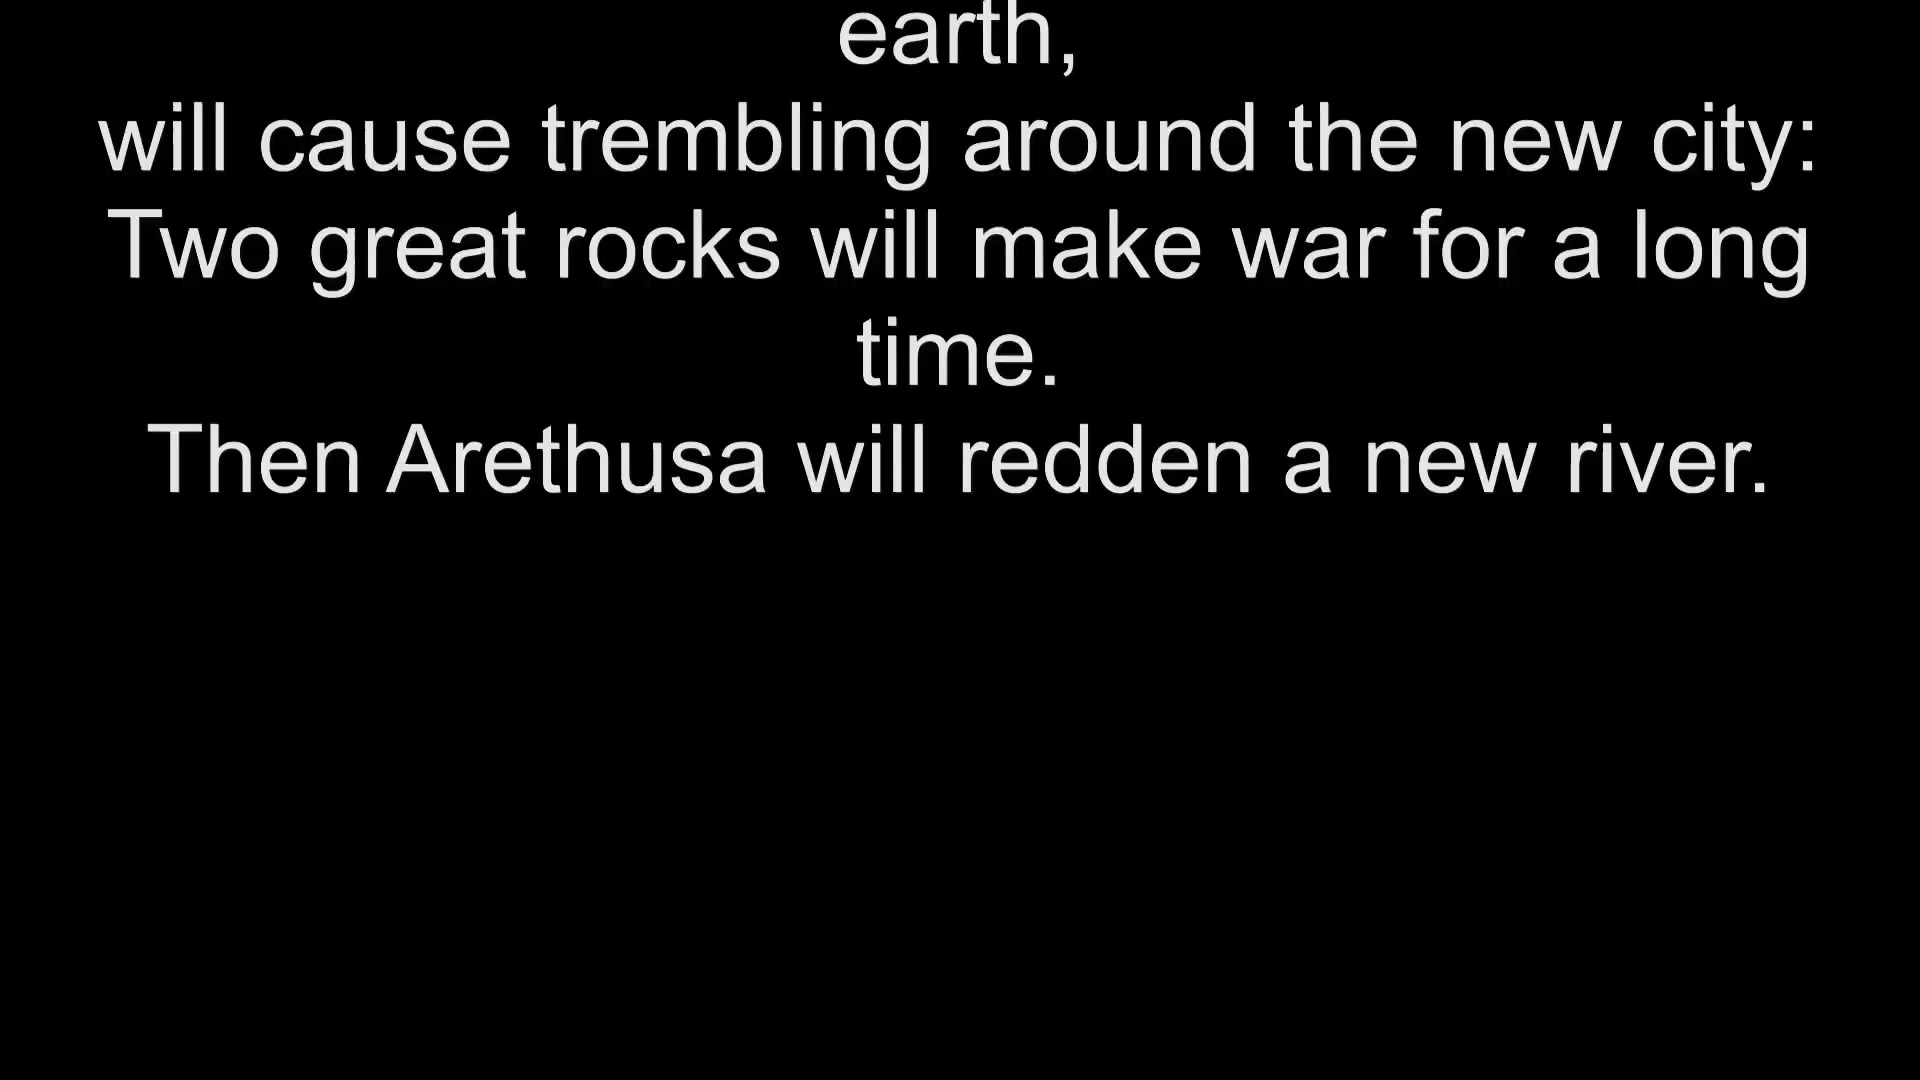 earth,
will cause trembling around the new city:
Two great rocks will make war for a long
time.
Then Arethusa will redden a new river.